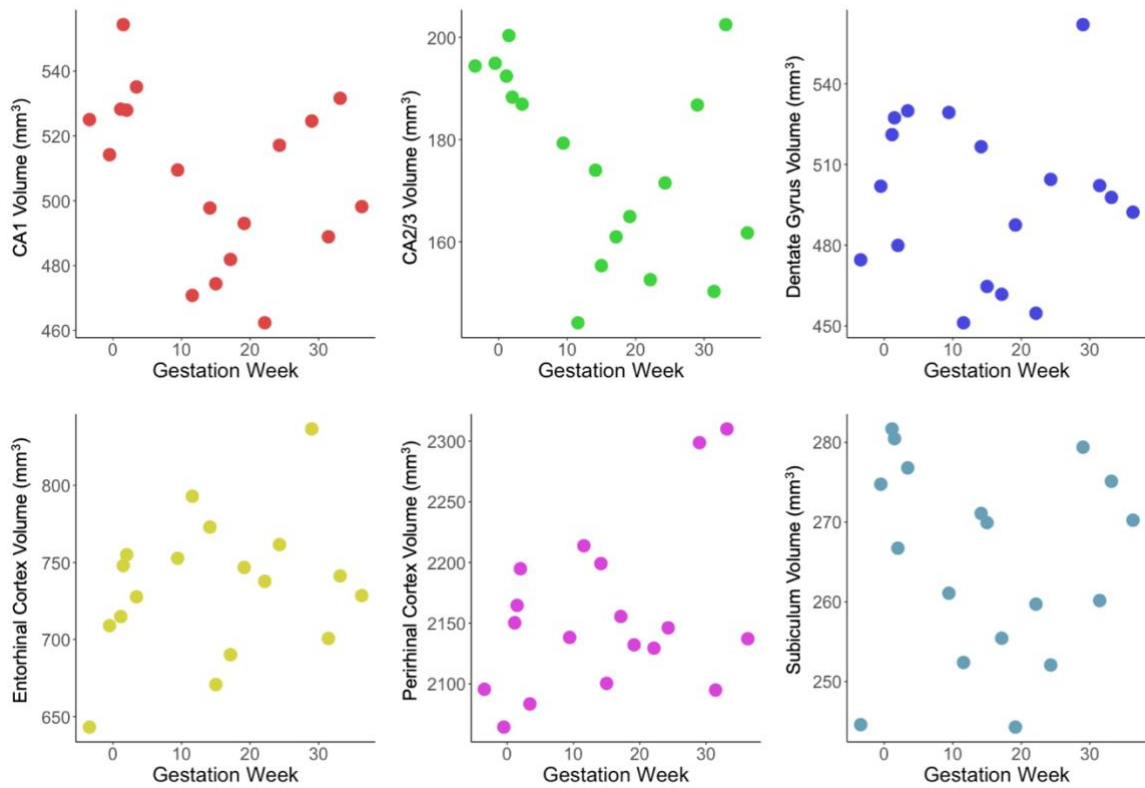 CA1 Volume (mm³)
540
520
500
480
460
0 10 20 30
Gestation Week
CA2/3 Volume (mm³)
200
180
160
0 10 20 30
Gestation Week
Dentate Gyrus Volume (mm³)
540
510
480
450
0 10 20 30
Gestation Week
Entorhinal Cortex Volume (mm³)
800
750
700
650
0 10 20 30
Gestation Week
Perirhinal Cortex Volume (mm³)
2300
2250
2200
2150
2100
0 10 20 30
Gestation Week
Subiculum Volume (mm³)
280
270
260
250
0 10 20 30
Gestation Week